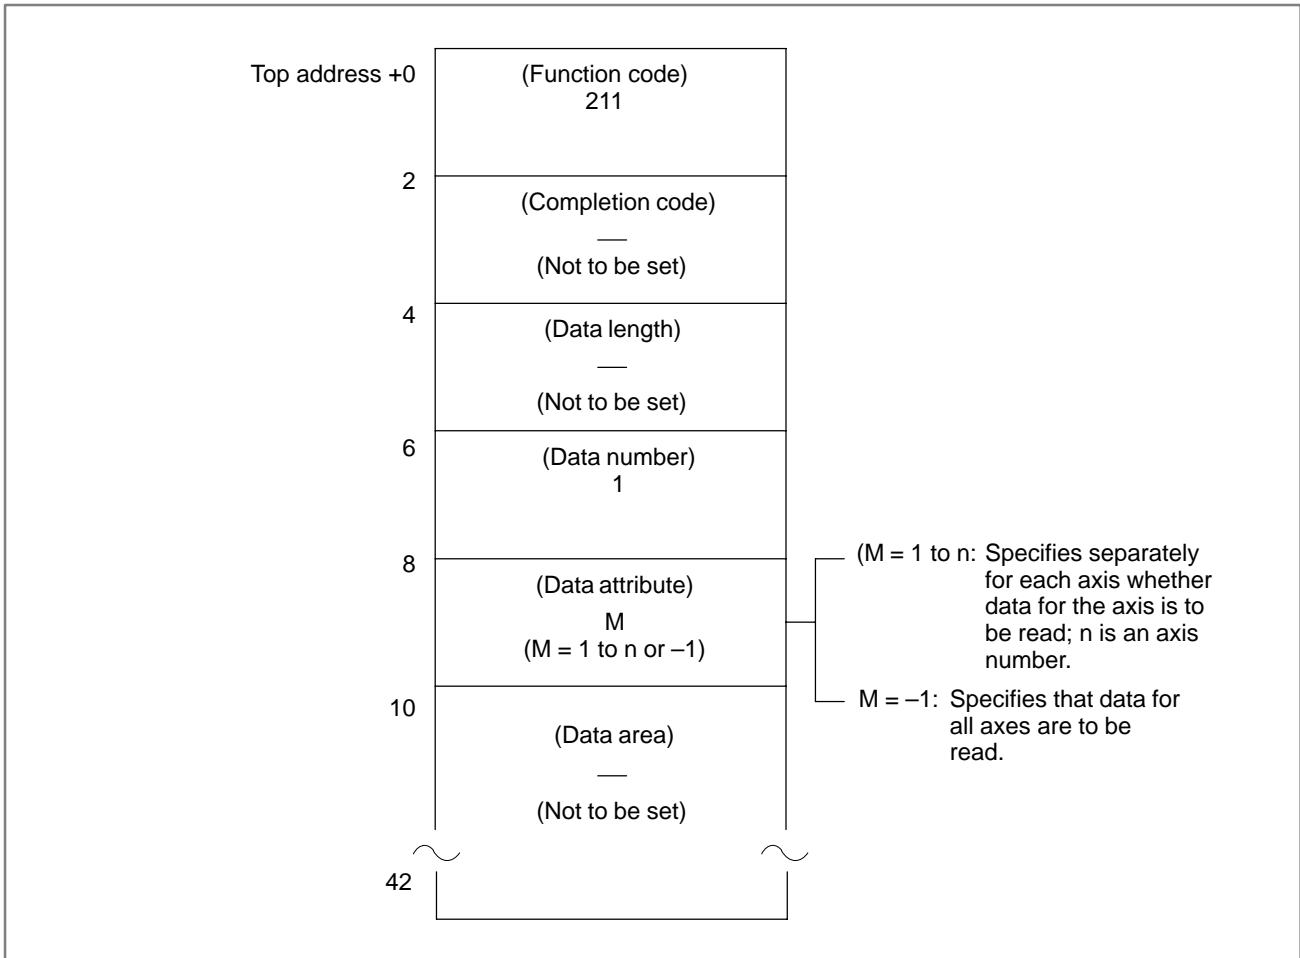 Top address +0
(Function code)
211
2
(Completion code)
—
(Not to be set)
4
(Data length)
—
(Not to be set)
6
(Data number)
1
8
(Data attribute)
M
(M = 1 to n or –1)
(M = 1 to n: Specifies separately
for each axis whether
data for the axis is to
be read; n is an axis
number.
M = –1: Specifies that data for
all axes are to be
read.
10
(Data area)
—
(Not to be set)
42